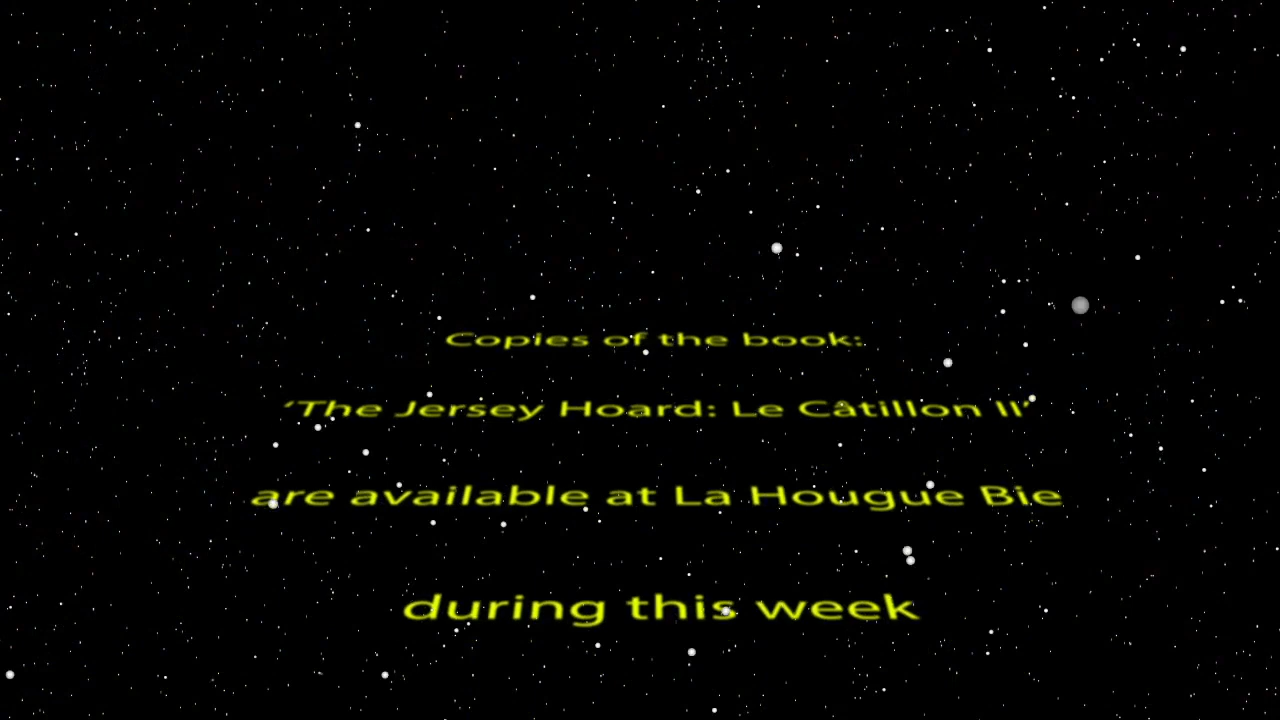 Copies of the book:
‘The Jersey Hoard: Le Câtillon II’
are available at La Hougue Bie
during this week